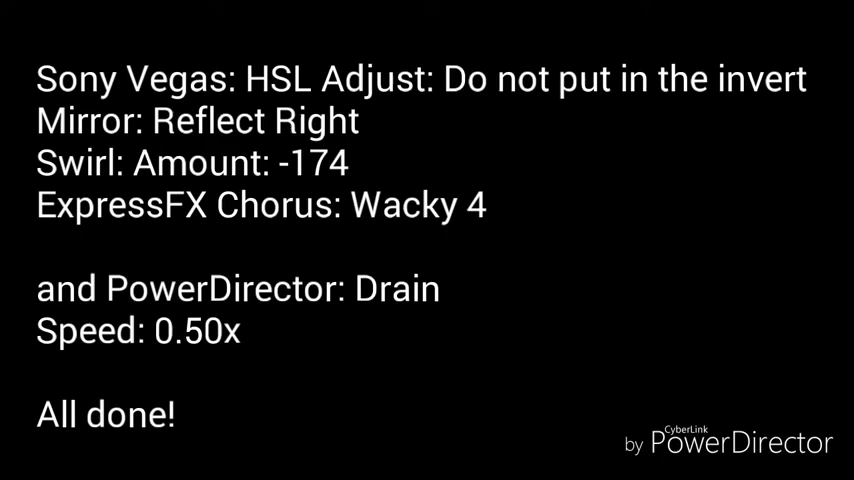 Sony Vegas: HSL Adjust: Do not put in the invert
Mirror: Reflect Right
Swirl: Amount: -174
ExpressFX Chorus: Wacky 4
and PowerDirector: Drain
Speed: 0.50x
All done!
CyberLink
by PowerDirector